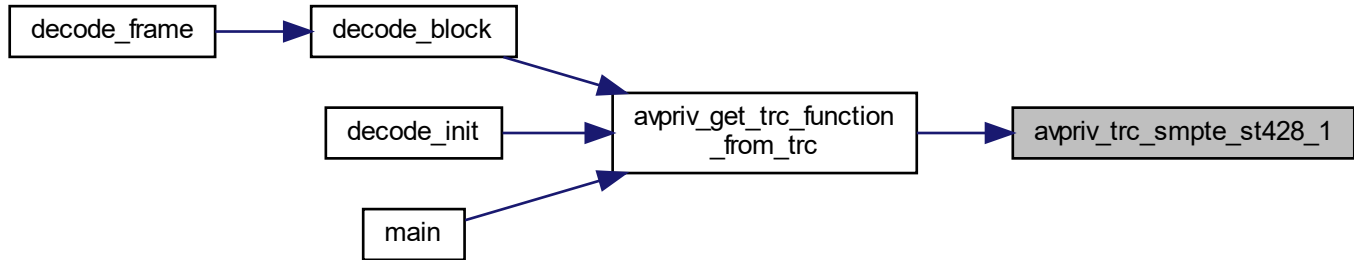 decode_frame
decode_block
decode_init
main
avpriv_get_trc_function
_from_trc
avpriv_trc_smpte_st428_1